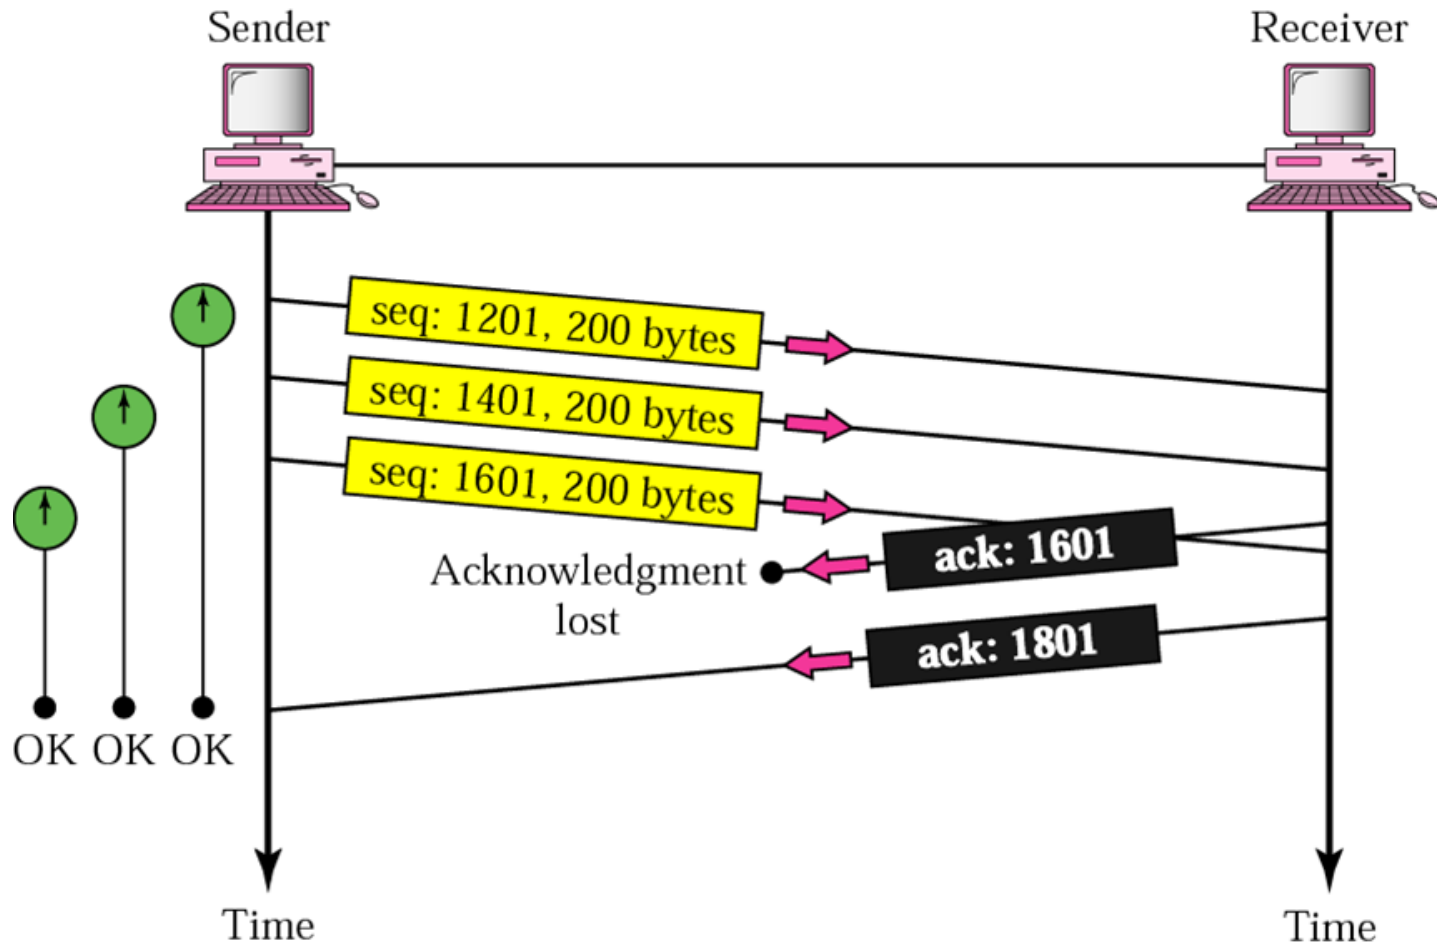 Sender
Receiver
seq: 1201, 200 bytes
seq: 1401, 200 bytes
seq: 1601, 200 bytes
ack: 1601
Acknowledgment
lost
ack: 1801
OK OK OK
Time
Time